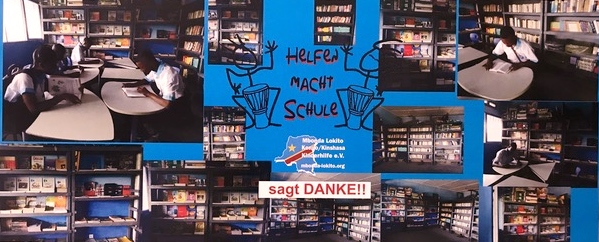 HELFEN
MACHT
SCHULE
Mbonda Lokito
Kongo/Kinshasa
Kinderhilfe e.V.
mbonda-lokito.org
sagt DANKE!!